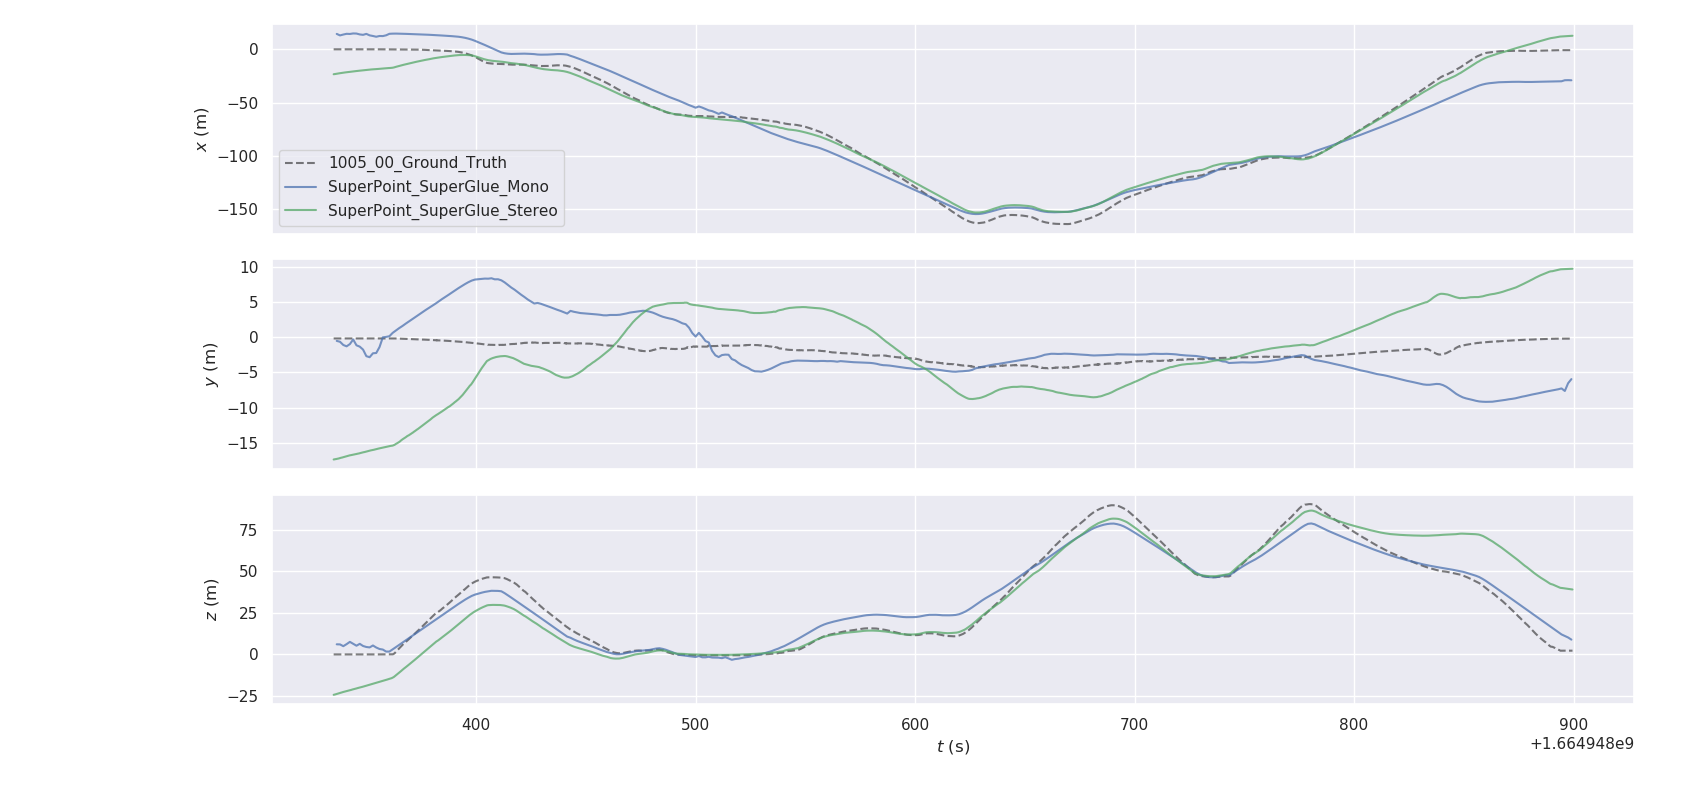 0
−50
−100
−150
x (m)
1005_00_Ground_Truth
SuperPoint_SuperGlue_Mono
SuperPoint_SuperGlue_Stereo
10
5
0
−5
−10
−15
y (m)
75
50
25
0
−25
z (m)
400 500 600 700 800 900
t (s)
+1.664948e9